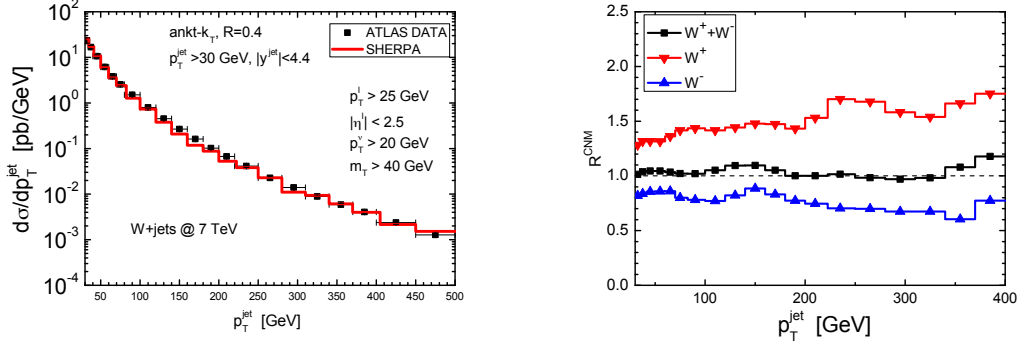 ankt-k_T, R=0.4
p_T^jet >30 GeV, |y^jet|<4.4
ATLAS DATA
SHERPA
p_T^l > 25 GeV
|η^l| < 2.5
p_T^ν > 20 GeV
m_T > 40 GeV
W+jets @ 7 TeV
dσ/dp_T^jet [pb/GeV]
10^2
10^1
10^0
10^-1
10^-2
10^-3
10^-4
50 100 150 200 250 300 350 400 450 500
p_T^jet [GeV]
W^+ +W^-
W^+
W^-
R^CNM
2.5
2.0
1.5
1.0
0.5
0.0
100 200 300 400
p_T^jet [GeV]